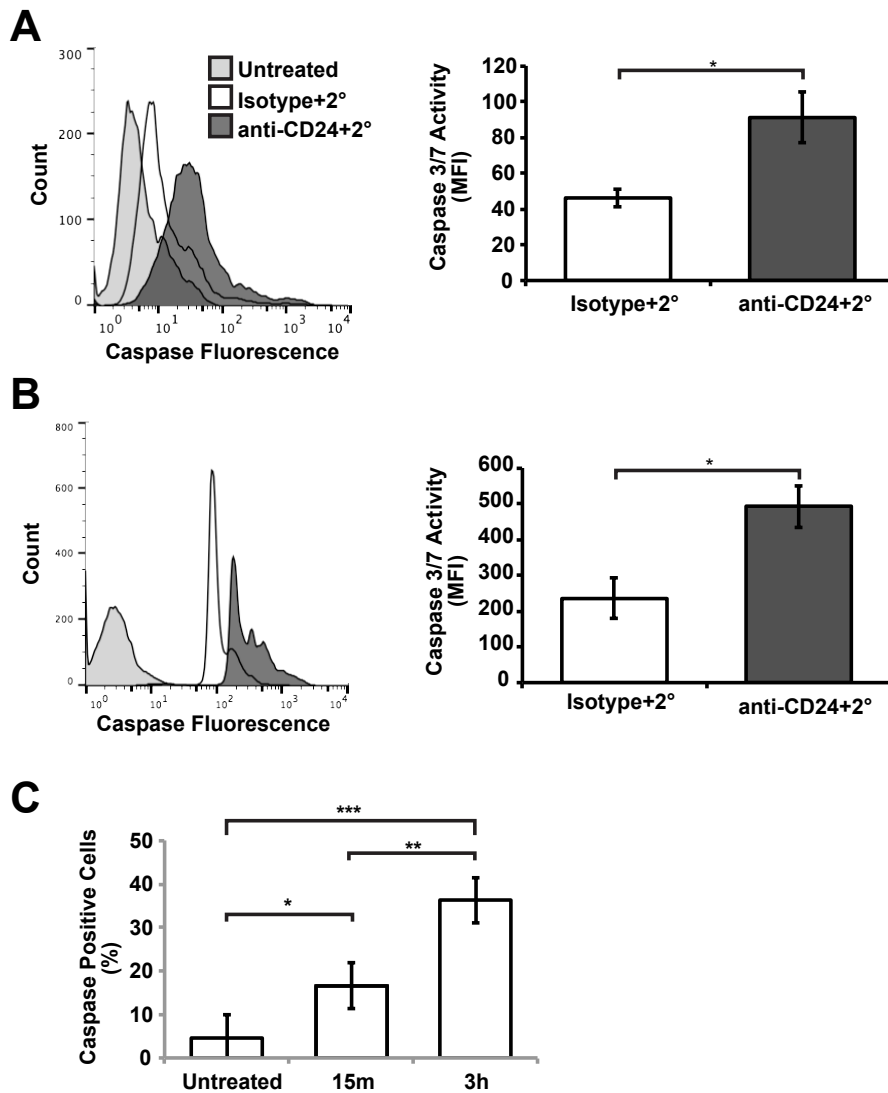 A
300
200
100
0
Count
10⁰ 10¹ 10² 10³ 10⁴
Caspase Fluorescence
Untreated
Isotype+2°
anti-CD24+2°
Caspase 3/7 Activity
(MFI)
120
100
80
60
40
20
0
*
Isotype+2° anti-CD24+2°
B
800
600
400
200
0
Count
10⁰ 10¹ 10² 10³ 10⁴
Caspase Fluorescence
Caspase 3/7 Activity
(MFI)
600
500
400
300
200
100
0
*
Isotype+2° anti-CD24+2°
C
Caspase Positive Cells
(%)
50
40
30
20
10
0
***
**
*
Untreated 15m 3h